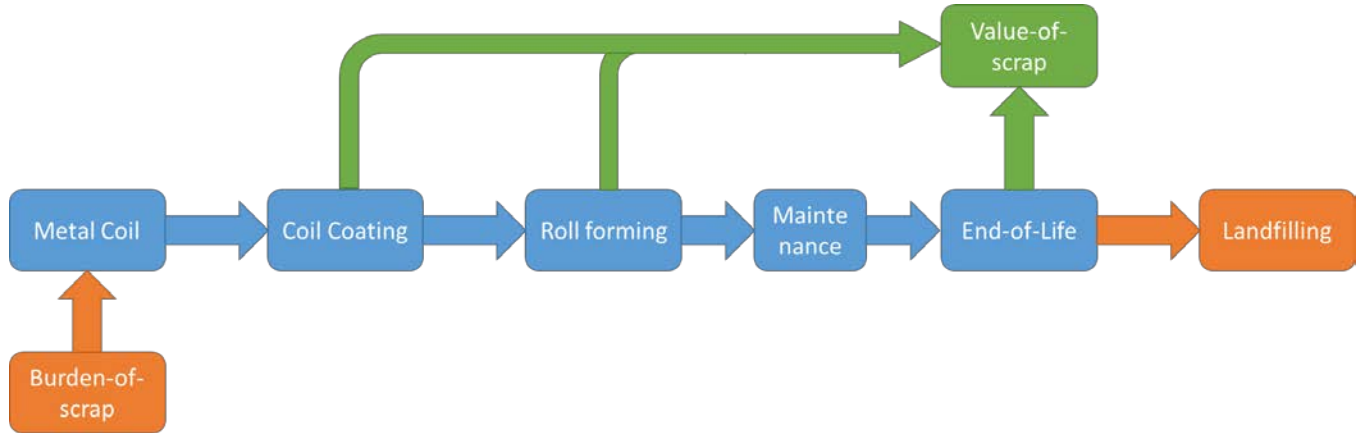 Value-of-
scrap
Metal Coil
Coil Coating
Roll forming
Mainte
nance
End-of-Life
Landfilling
Burden-of-
scrap